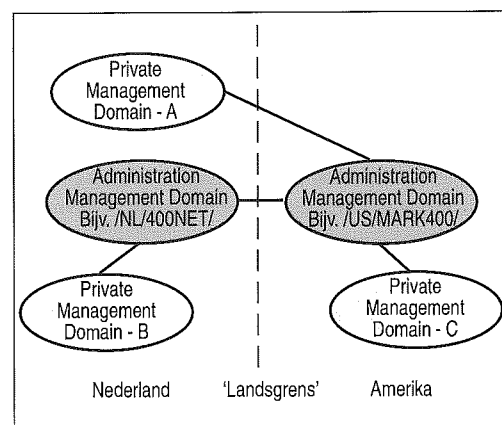 Private
Management
Domain - A
Administration
Management Domain
Bijv. /NL/400NET/
Administration
Management Domain
Bijv. /US/MARK400/
Private
Management
Domain - B
Private
Management
Domain - C
Nederland 'Landsgrens' Amerika